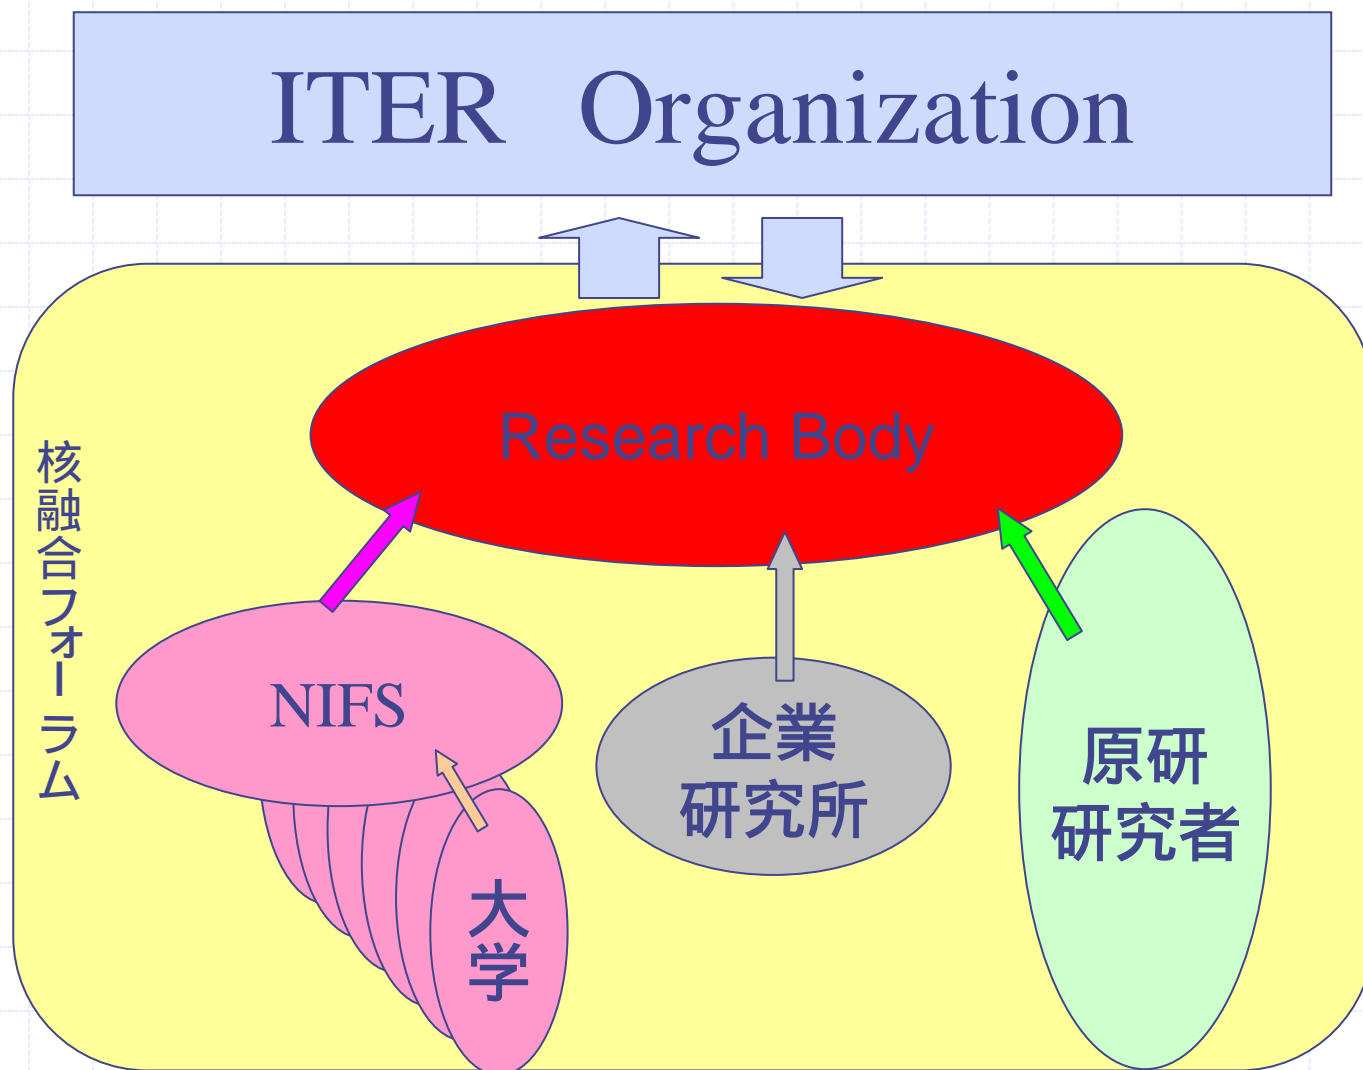 ITER Organization
核融合フォーラム
Research Body
NIFS
企業
研究所
原研
研究者
大学